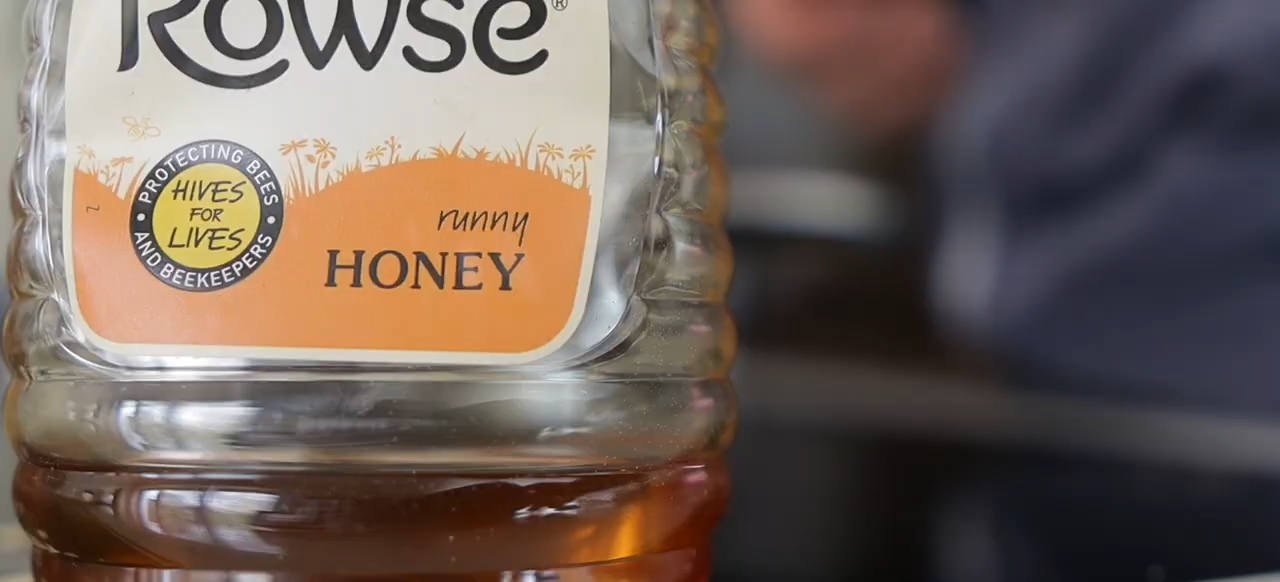 Rowse®
PROTECTING BEES
HIVES
FOR
LIVES
AND BEEKEEPERS
runny
HONEY